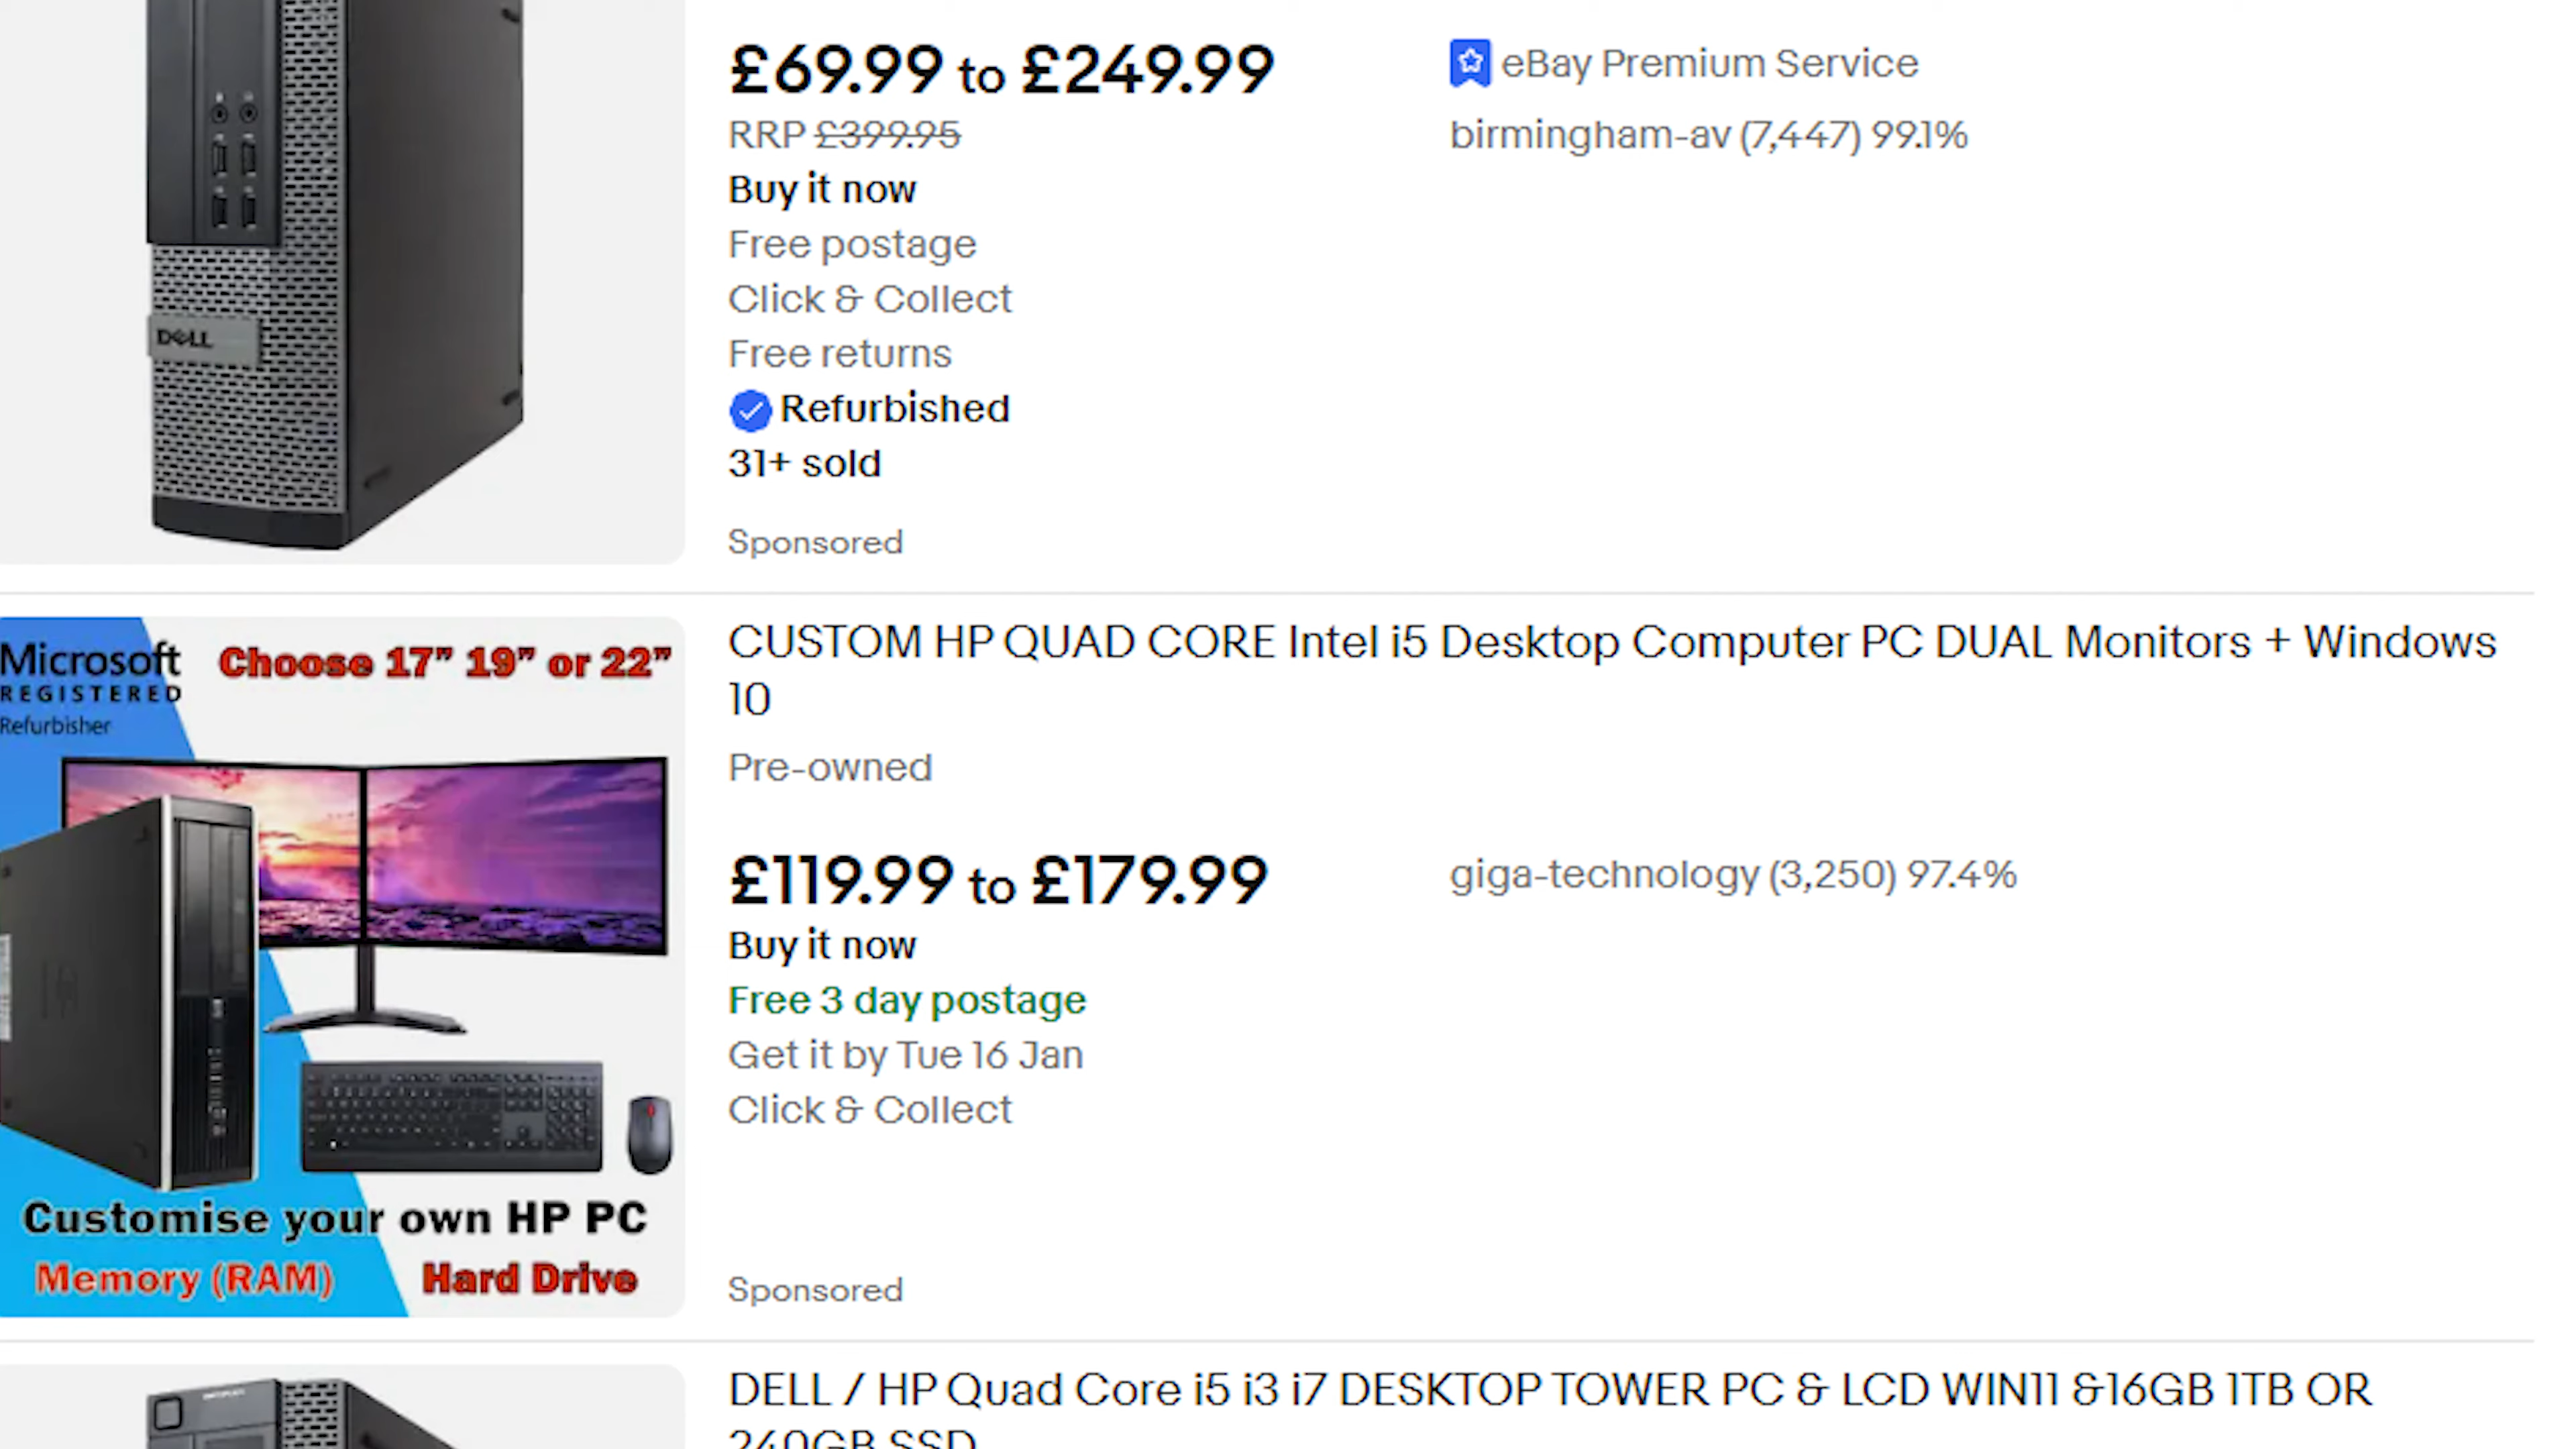 £69.99 to £249.99
RRP £399.95
Buy it now
Free postage
Click & Collect
Free returns
Refurbished
31+ sold
Sponsored
eBay Premium Service
birmingham-av (7,447) 99.1%
DELL
Microsoft
REGISTERED
Refurbisher
Choose 17” 19” or 22”
Customise your own HP PC
Memory (RAM) Hard Drive
CUSTOM HP QUAD CORE Intel i5 Desktop Computer PC DUAL Monitors + Windows
10
Pre-owned
£119.99 to £179.99
Buy it now
Free 3 day postage
Get it by Tue 16 Jan
Click & Collect
Sponsored
giga-technology (3,250) 97.4%
DELL / HP Quad Core i5 i3 i7 DESKTOP TOWER PC & LCD WIN11 &16GB 1TB OR
240GB SSD